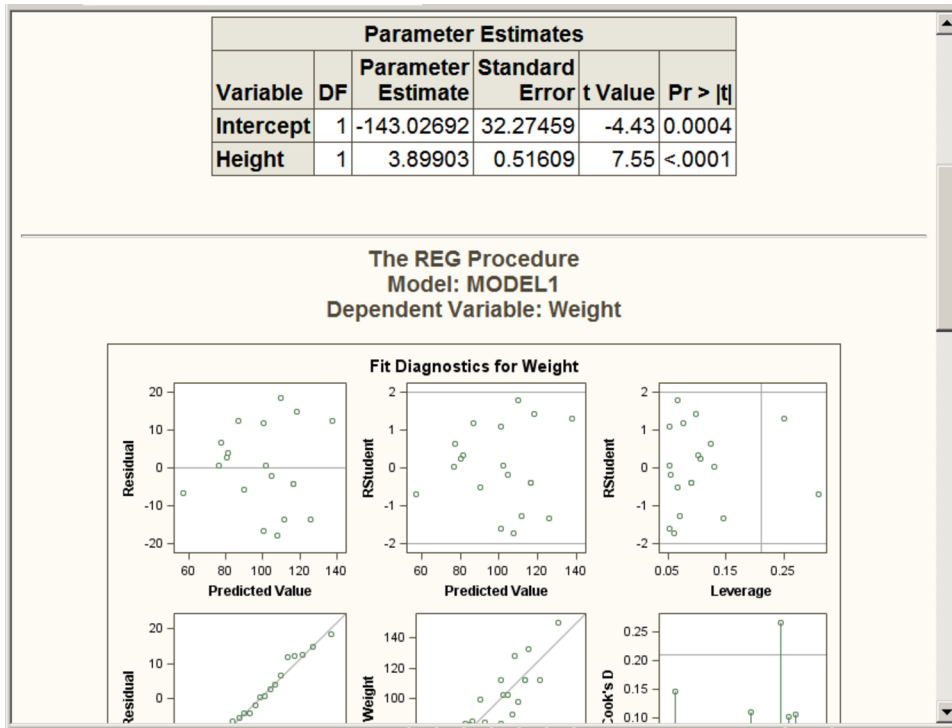 Parameter Estimates
Variable DF Parameter Estimate Standard Error t Value Pr > |t|
Intercept 1 -143.02692 32.27459 -4.43 0.0004
Height 1 3.89903 0.51609 7.55 <.0001
The REG Procedure
Model: MODEL1
Dependent Variable: Weight
Fit Diagnostics for Weight
20
10
0
-10
-20
Residual
60 80 100 120 140
Predicted Value
2
1
0
-1
-2
RStudent
60 80 100 120 140
Predicted Value
2
1
0
-1
-2
RStudent
0.05 0.15 0.25
Leverage
20
10
0
Residual
140
120
100
Weight
0.25
0.20
0.15
0.10
Cook's D